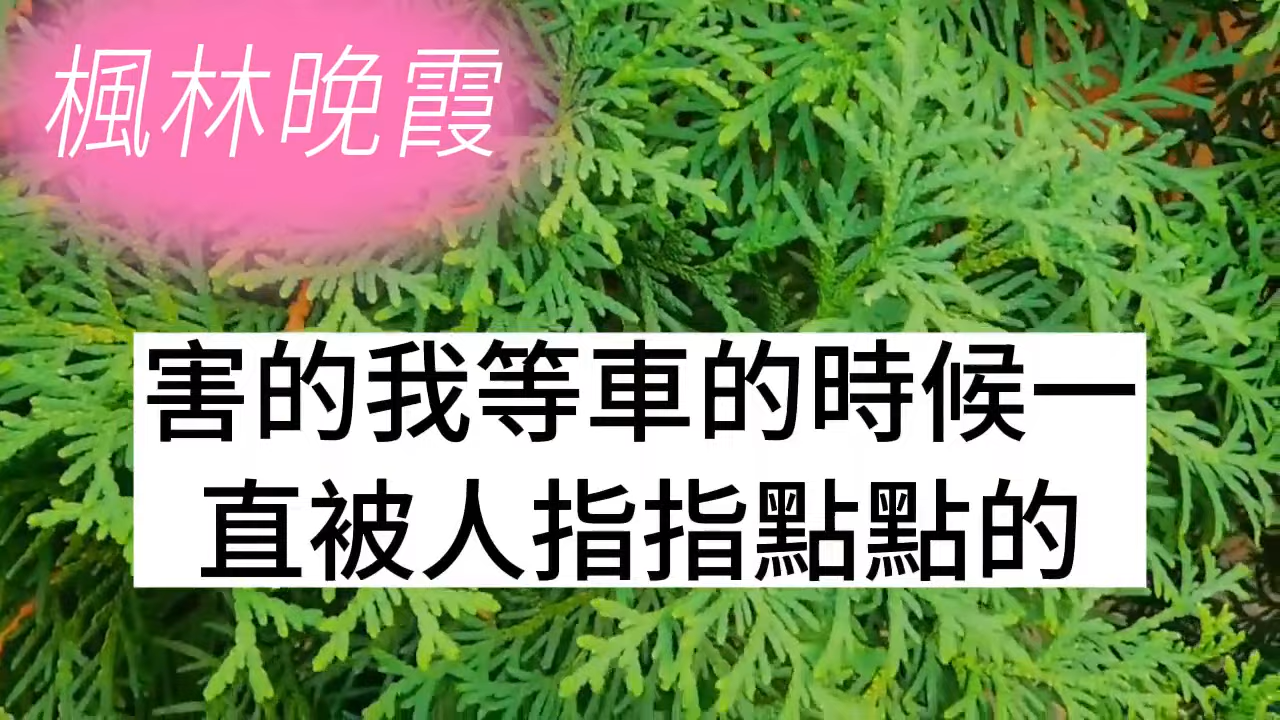 楓林晚霞
害的我等車的時候一
直被人指指點點的